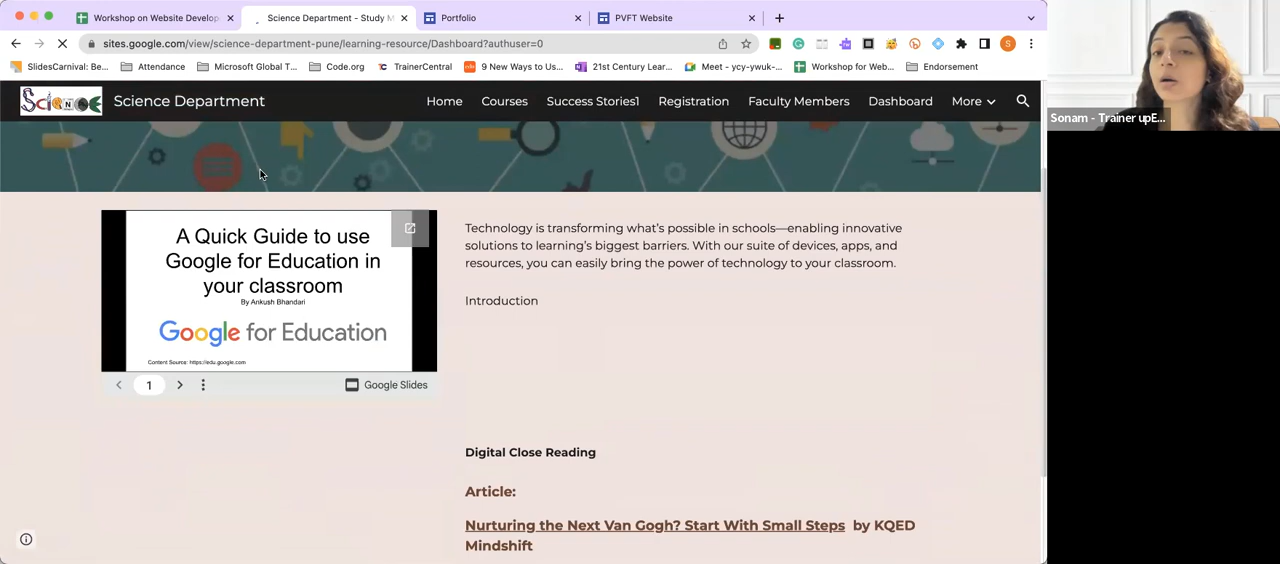 Workshop on Website Develop
Science Department - Study M
Portfolio
PVFT Website
sites.google.com/view/science-department-pune/learning-resource/Dashboard?authuser=0
S
SlidesCarnival: Be...
Attendance
Microsoft Global T...
Code.org
TrainerCentral
9 New Ways to Us...
21st Century Lear...
Meet - ycy-ywuk-...
Workshop for Web...
Endorsement
Science
Science Department
Home
Courses
Success Stories1
Registration
Faculty Members
Dashboard
More
Sonam - Trainer upE...
A Quick Guide to use
Google for Education in
your classroom
By Ankush Bhandari
Google for Education
Content Source: https://edu.google.com
1
Google Slides
Technology is transforming what's possible in schools—enabling innovative
solutions to learning's biggest barriers. With our suite of devices, apps, and
resources, you can easily bring the power of technology to your classroom.
Introduction
Digital Close Reading
Article:
Nurturing the Next Van Gogh? Start With Small Steps by KQED
Mindshift